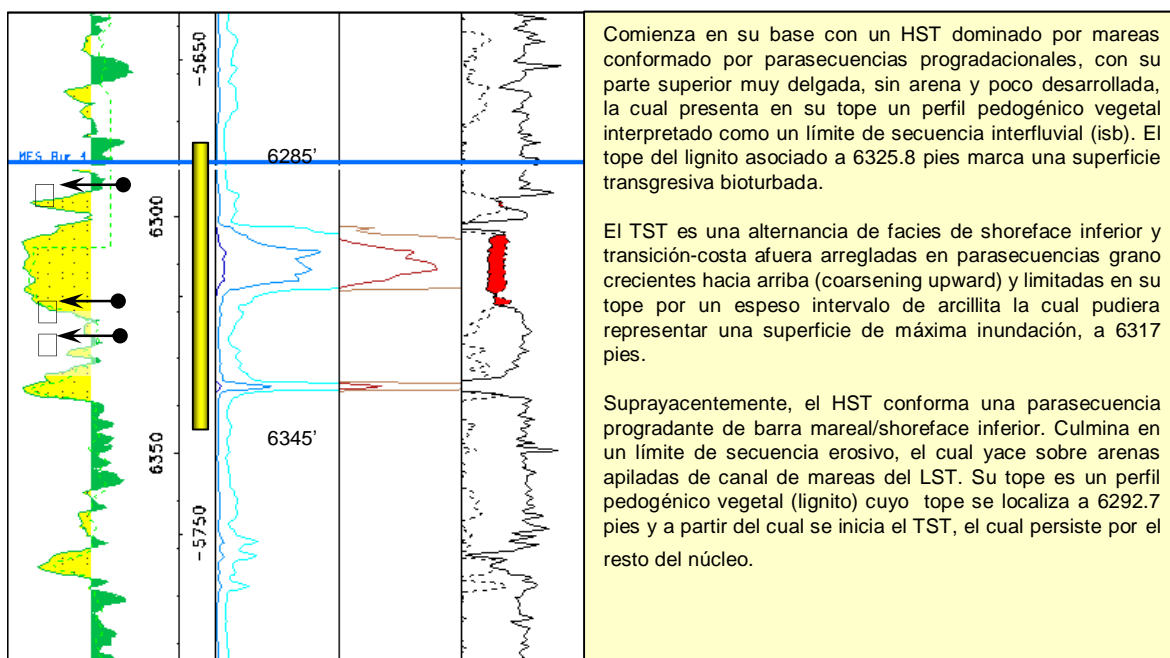 -5650
MFS Aur 4
6285’
6300
6345’
6350
-5750
Comienza en su base con un HST dominado por mareas
conformado por parasecuencias progradacionales, con su
parte superior muy delgada, sin arena y poco desarrollada,
la cual presenta en su tope un perfil pedogénico vegetal
interpretado como un límite de secuencia interfluvial (isb). El
tope del lignito asociado a 6325.8 pies marca una superficie
transgresiva bioturbada.
El TST es una alternancia de facies de shoreface inferior y
transición-costa afuera arregladas en parasecuencias grano
crecientes hacia arriba (coarsening upward) y limitadas en su
tope por un espeso intervalo de arcillita la cual pudiera
representar una superficie de máxima inundación, a 6317
pies.
Suprayacentemente, el HST conforma una parasecuencia
progradante de barra mareal/shoreface inferior. Culmina en
un límite de secuencia erosivo, el cual yace sobre arenas
apiladas de canal de mareas del LST. Su tope es un perfil
pedogénico vegetal (lignito) cuyo tope se localiza a 6292.7
pies y a partir del cual se inicia el TST, el cual persiste por el
resto del núcleo.